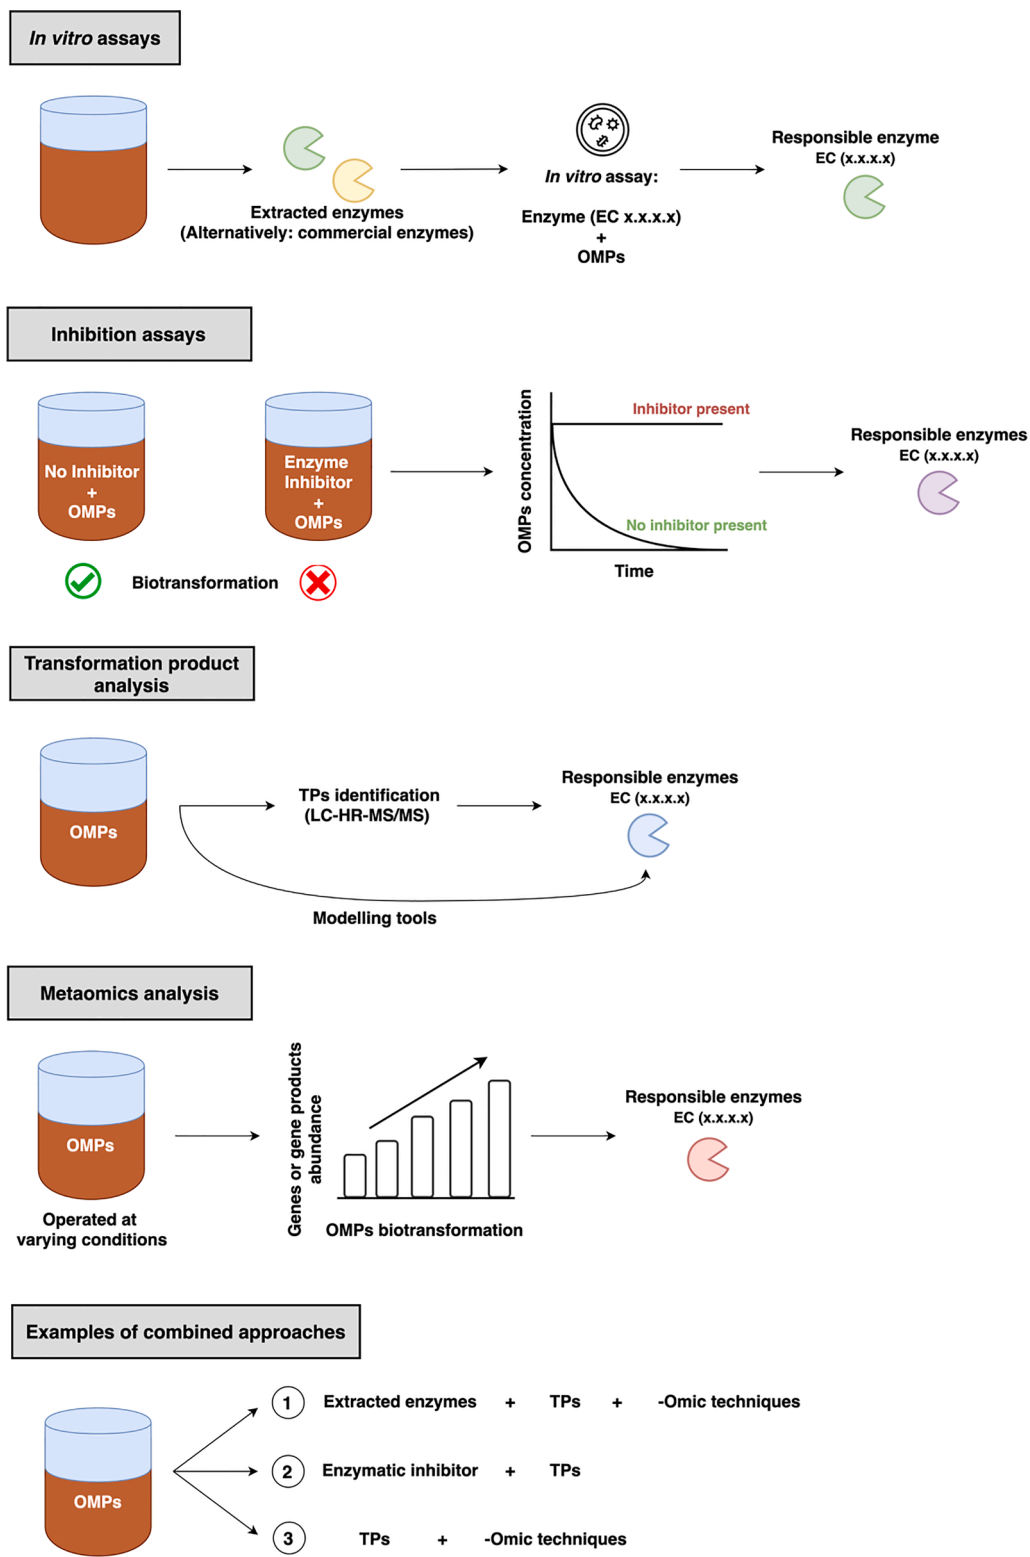 In vitro assays
Extracted enzymes
(Alternatively: commercial enzymes)
In vitro assay:
Enzyme (EC x.x.x.x)
+
OMPs
Responsible enzyme
EC (x.x.x.x)
Inhibition assays
No Inhibitor
+
OMPs
Enzyme
Inhibitor
+
OMPs
Biotransformation
OMPs concentration
Inhibitor present
No inhibitor present
Time
Responsible enzymes
EC (x.x.x.x)
Transformation product
analysis
OMPs
TPs identification
(LC-HR-MS/MS)
Modelling tools
Responsible enzymes
EC (x.x.x.x)
Metaomics analysis
OMPs
Operated at
varying conditions
Genes or gene products
abundance
OMPs biotransformation
Responsible enzymes
EC (x.x.x.x)
Examples of combined approaches
OMPs
1 Extracted enzymes + TPs + -Omic techniques
2 Enzymatic inhibitor + TPs
3 TPs + -Omic techniques